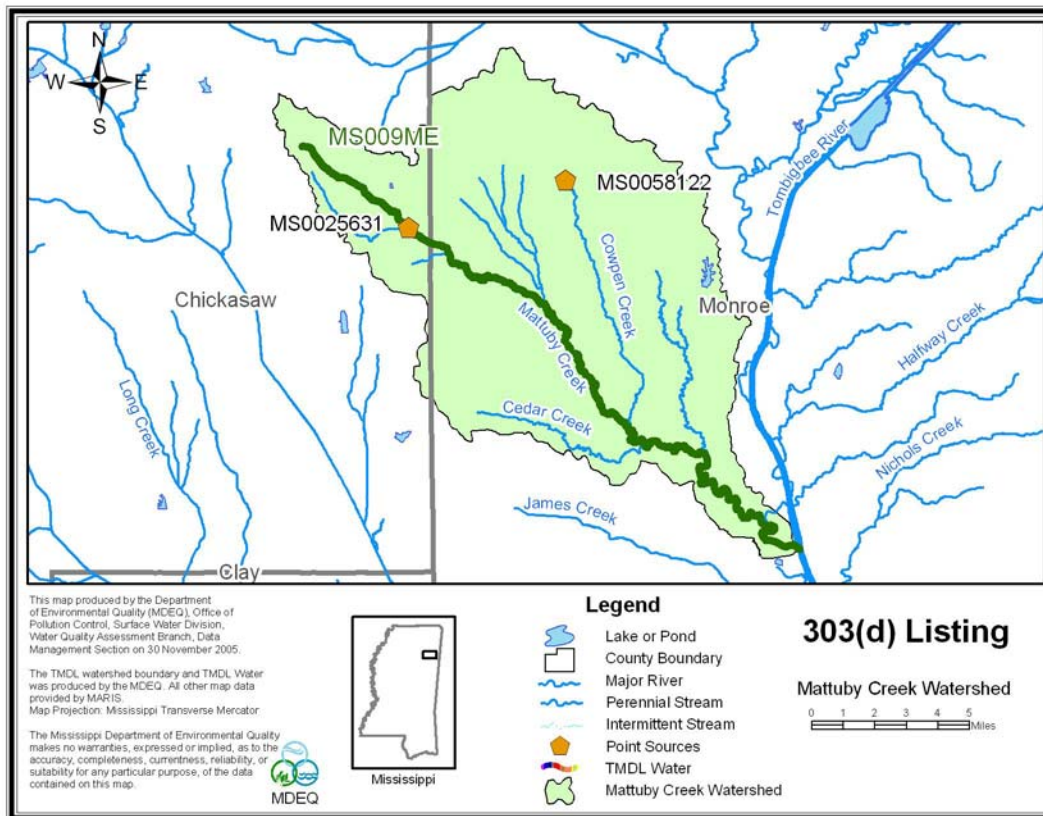 N
W E
S
MS009ME
MS0058122
MS0025631
Tombigbee River
Cowpen Creek
Chickasaw
Monroe
Mattuby Creek
Halfway Creek
Long Creek
Cedar Creek
Nichols Creek
James Creek
Clay
This map produced by the Department
of Environmental Quality (MDEQ), Office of
Pollution Control, Surface Water Division,
Water Quality Assessment Branch, Data
Management Section on 30 November 2005.
The TMDL watershed boundary and TMDL Water
was produced by the MDEQ. All other map data
provided by MARIS.
Map Projection: Mississippi Transverse Mercator
The Mississippi Department of Environmental Quality
makes no warranties, expressed or implied, as to the
accuracy, completeness, currentness, reliability, or
suitability for any particular purpose, of the data
contained on this map.
MDEQ
Mississippi
Legend
Lake or Pond
County Boundary
Major River
Perennial Stream
Intermittent Stream
Point Sources
TMDL Water
Mattuby Creek Watershed
303(d) Listing
Mattuby Creek Watershed
0 1 2 3 4 5
Miles